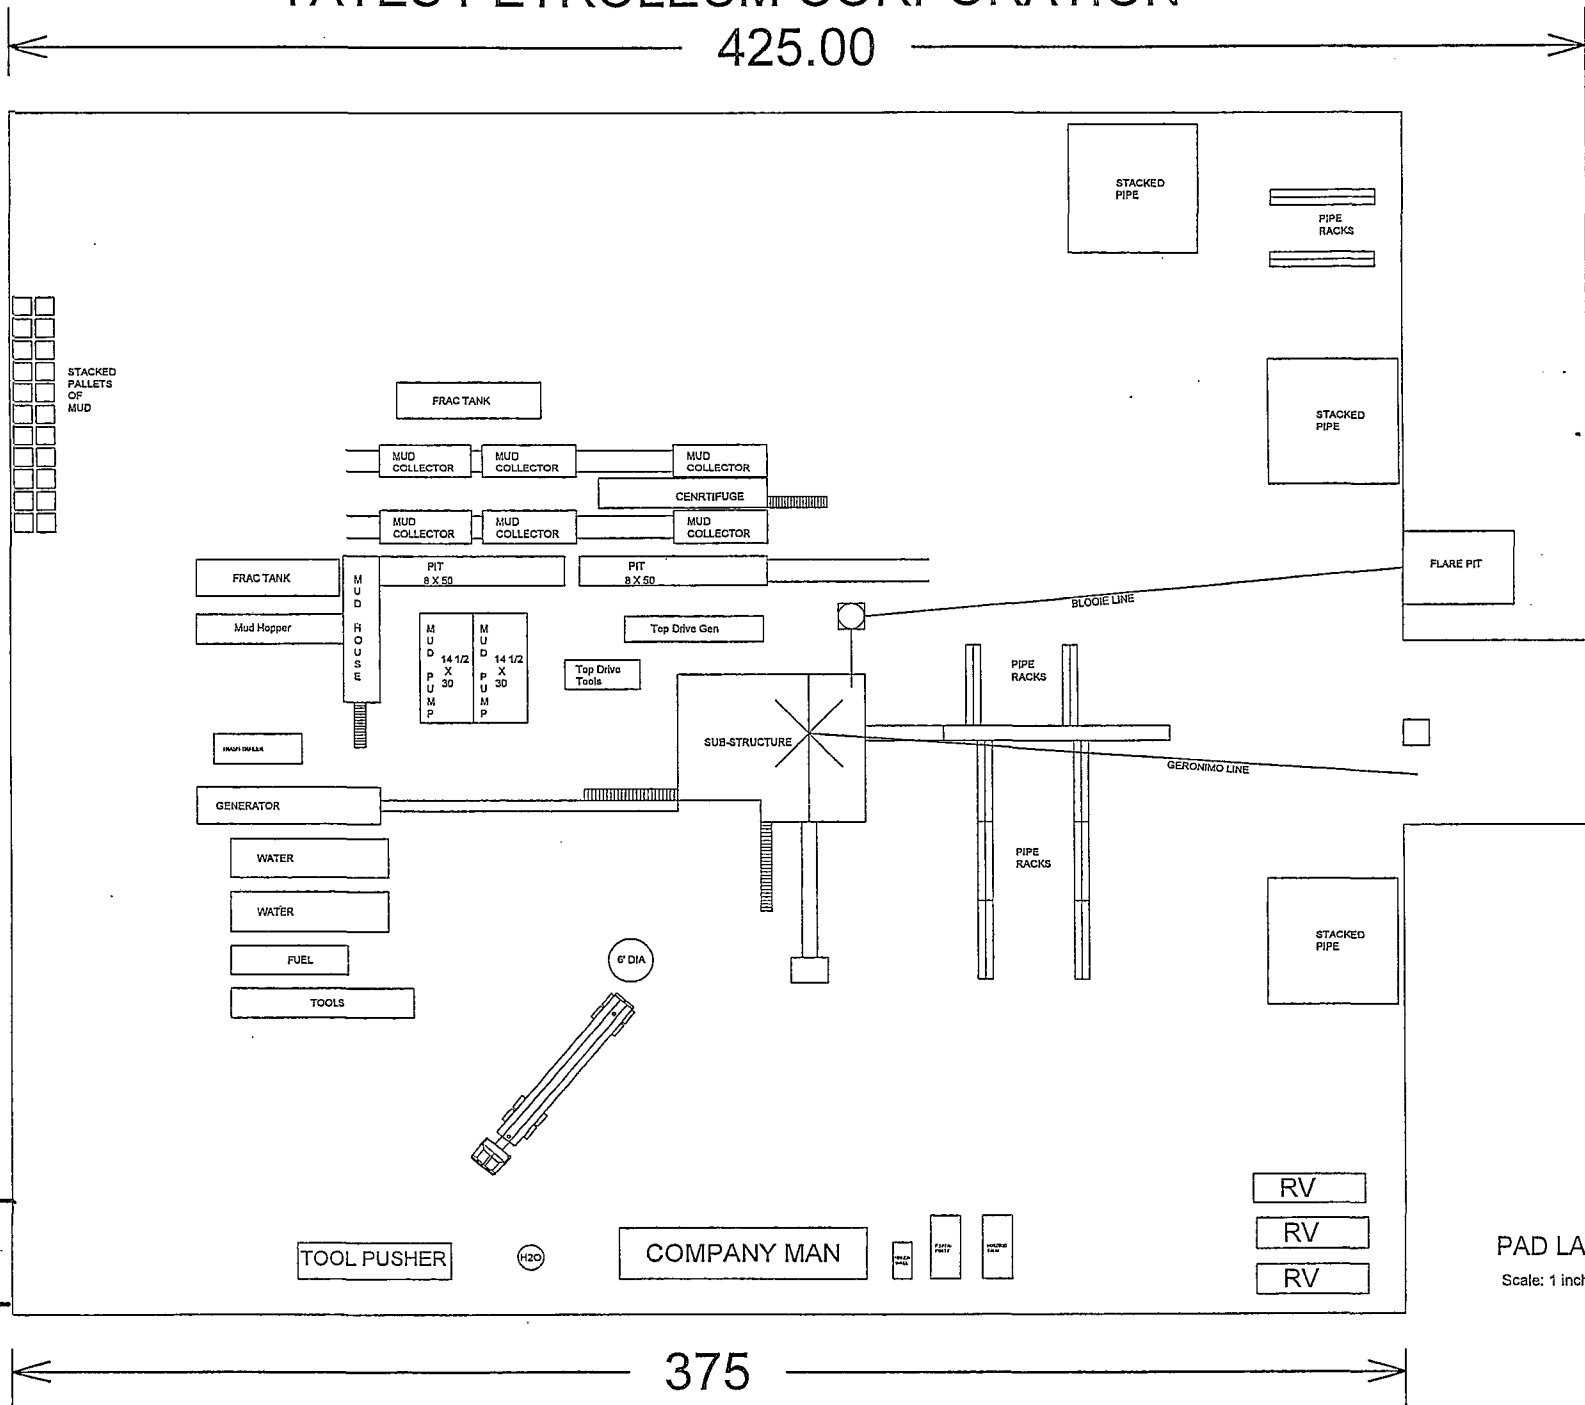 YATES PETROLEUM CORPORATION
425.00
STACKED
PIPE
PIPE
RACKS
STACKED
PALLETS
OF
MUD
FRAC TANK
STACKED
PIPE
MUD
COLLECTOR
MUD
COLLECTOR
MUD
COLLECTOR
CENRTIFUGE
MUD
COLLECTOR
MUD
COLLECTOR
MUD
COLLECTOR
FRAC TANK
MUD HOUSE
PIT
8 X 50
PIT
8 X 50
FLARE PIT
BLOOIE LINE
Mud Hopper
MUD PUMP
14 1/2
X
30
MUD PUMP
14 1/2
X
30
Top Drive Gen
Top Drive
Tools
PIPE
RACKS
SUB-STRUCTURE
GERONIMO LINE
GENERATOR
WATER
PIPE
RACKS
WATER
STACKED
PIPE
FUEL
6' DIA
TOOLS
RV
TOOL PUSHER
H2O
COMPANY MAN
RV
RV
PAD LA
Scale: 1 inch
375